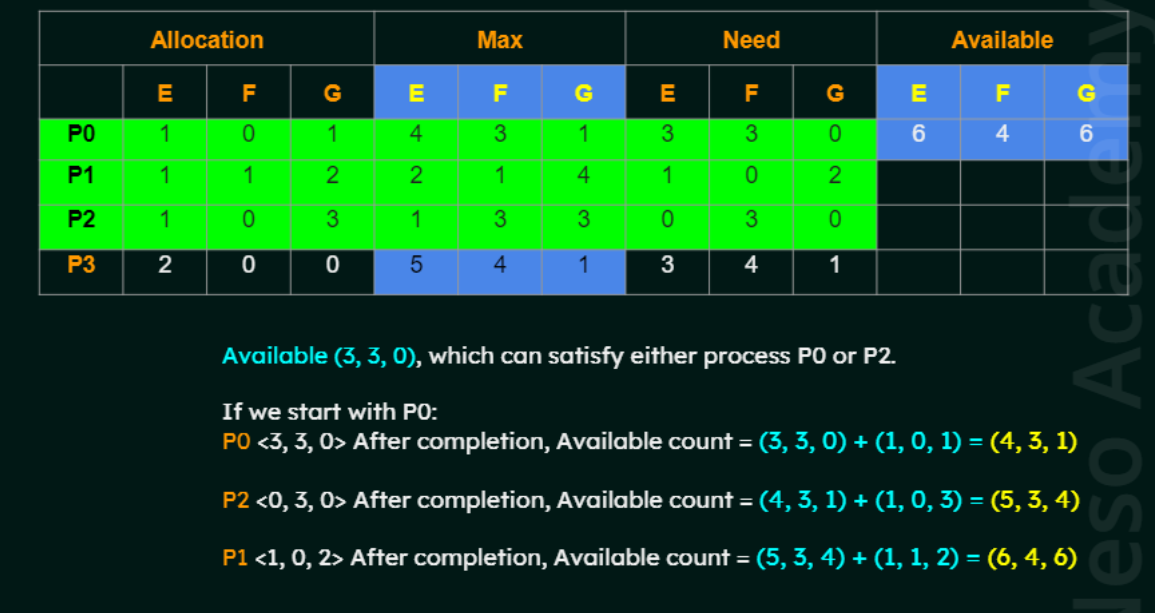 Allocation Max Need Available
E F G E F G E F G E F G
P0 1 0 1 4 3 1 3 3 0 6 4 6
P1 1 1 2 2 1 4 1 0 2
P2 1 0 3 1 3 3 0 3 0
P3 2 0 0 5 4 1 3 4 1
Available (3, 3, 0), which can satisfy either process P0 or P2.
If we start with P0:
P0 <3, 3, 0> After completion, Available count = (3, 3, 0) + (1, 0, 1) = (4, 3, 1)
P2 <0, 3, 0> After completion, Available count = (4, 3, 1) + (1, 0, 3) = (5, 3, 4)
P1 <1, 0, 2> After completion, Available count = (5, 3, 4) + (1, 1, 2) = (6, 4, 6)
eso Academy